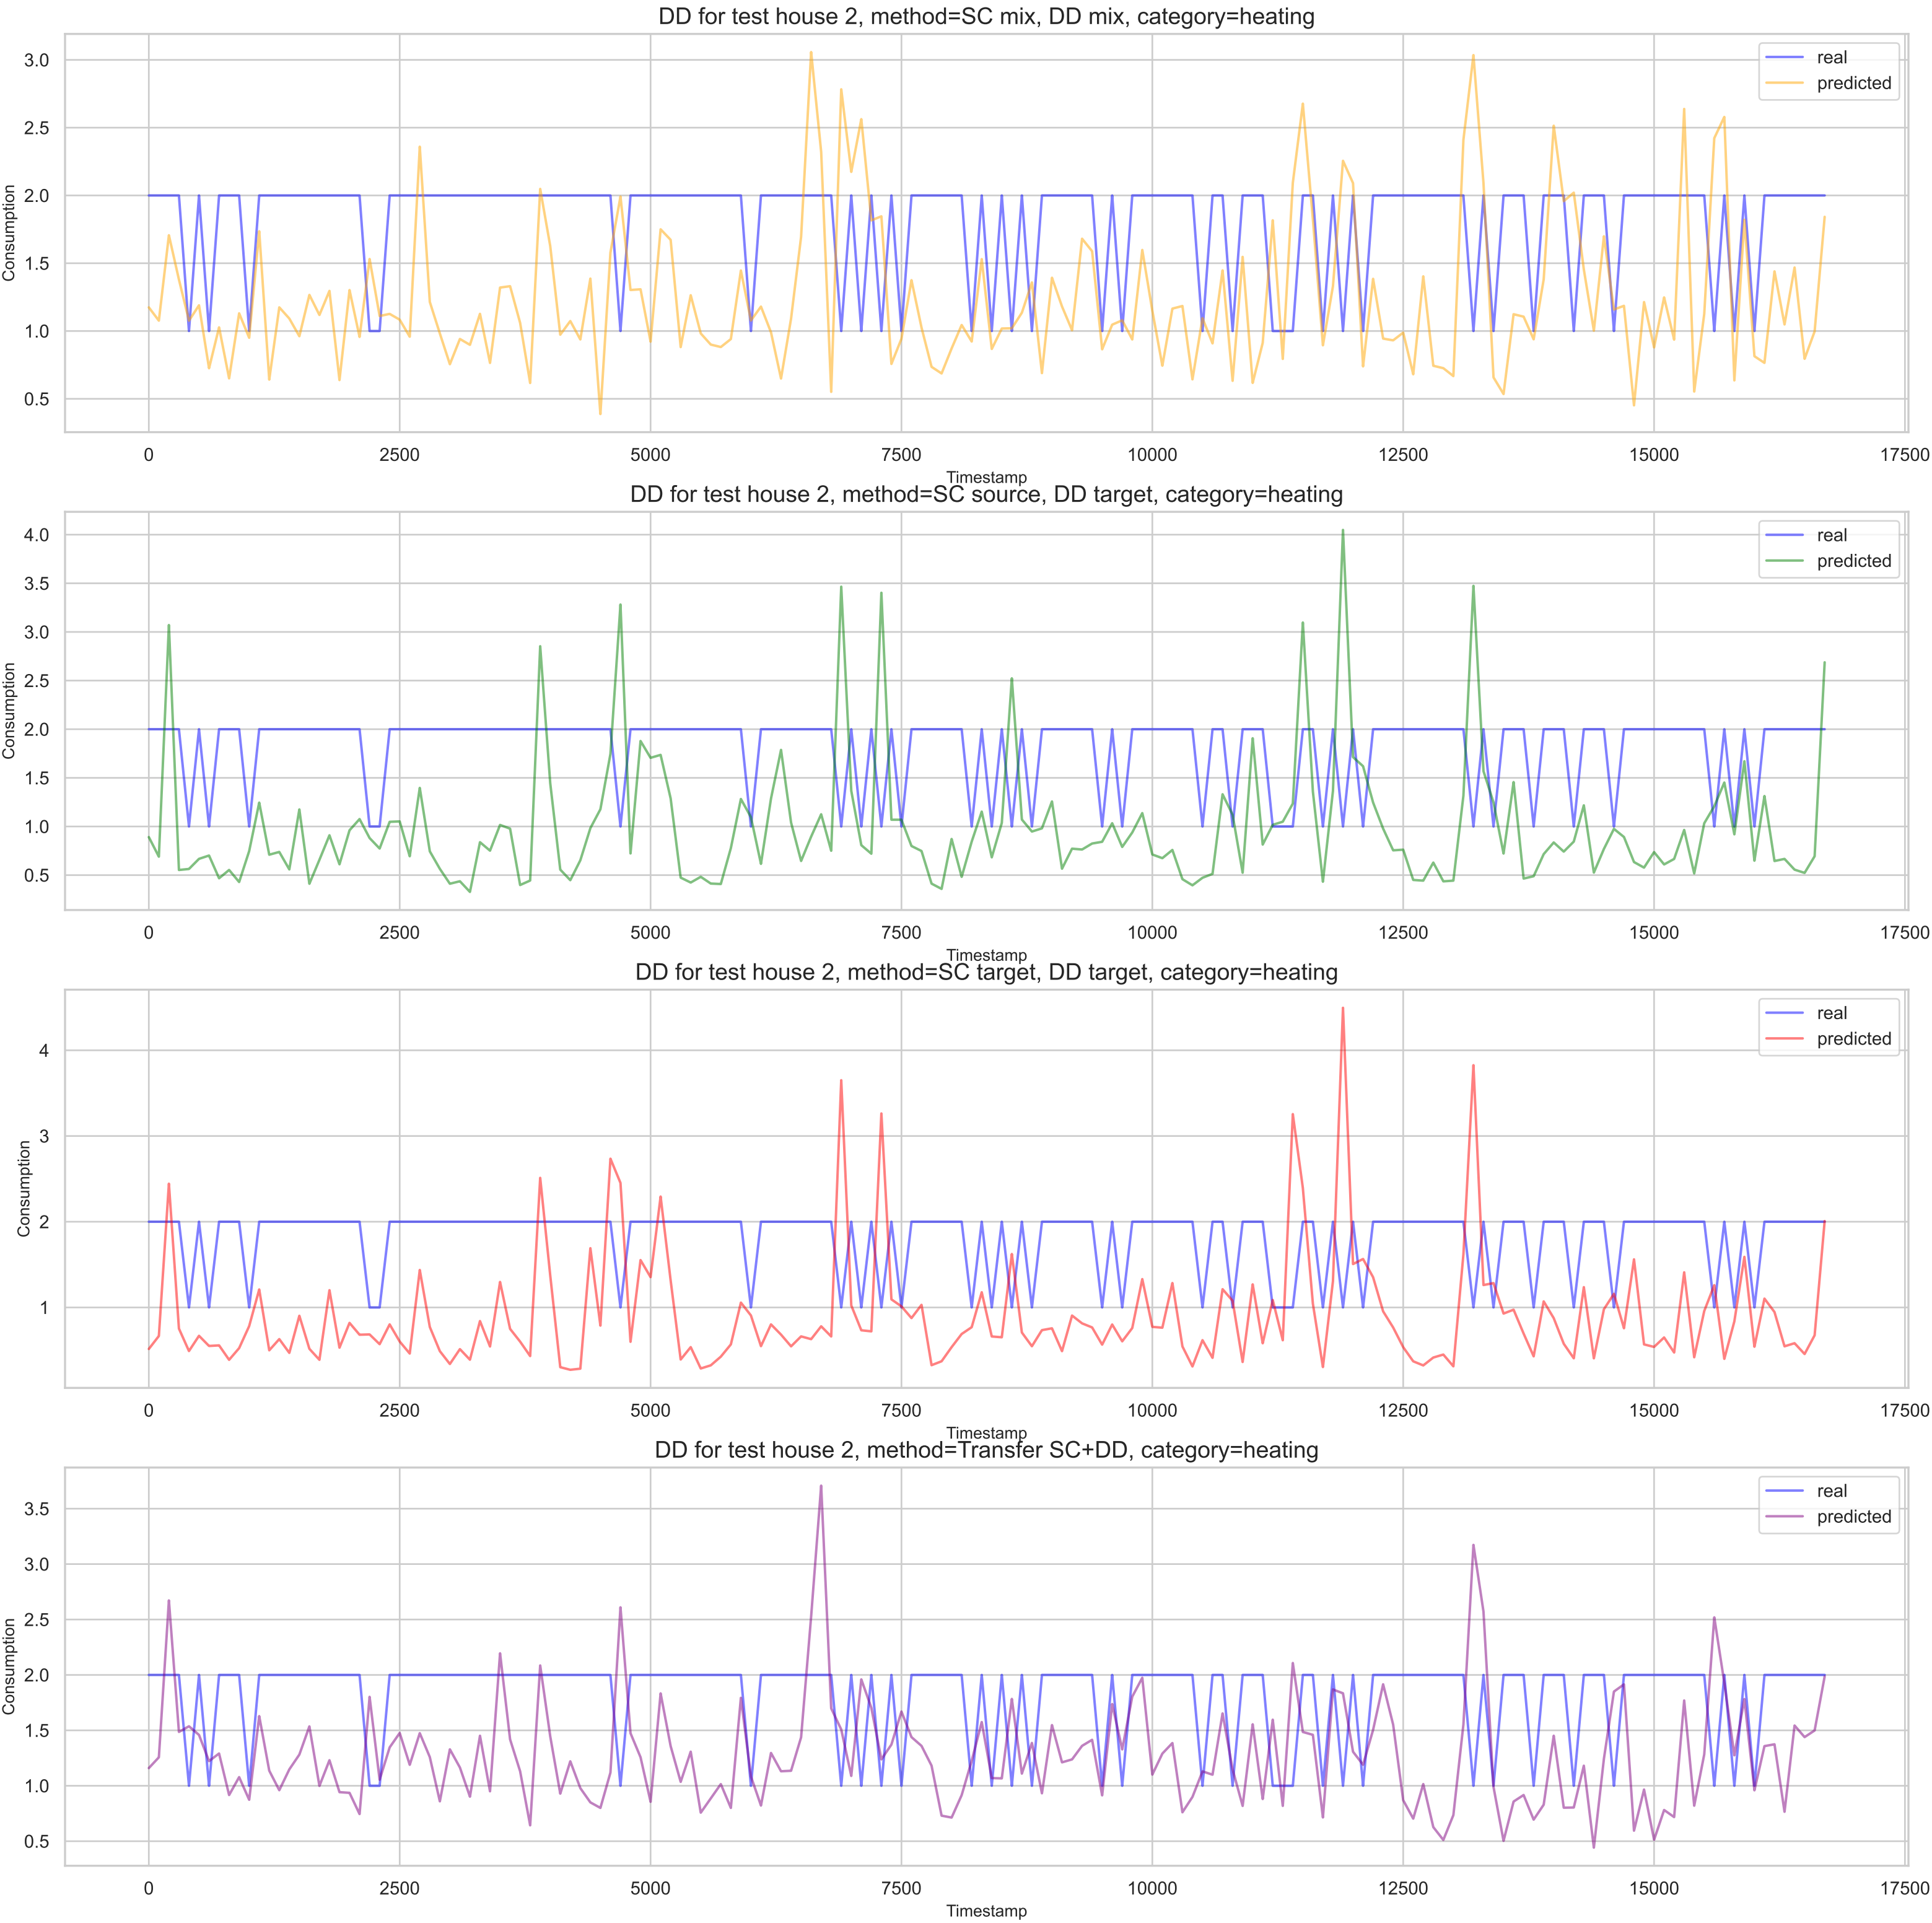 DD for test house 2, method=SC mix, DD mix, category=heating
real
predicted
3.0
2.5
2.0
1.5
1.0
0.5
Consumption
0 2500 5000 7500 10000 12500 15000 17500
Timestamp
DD for test house 2, method=SC source, DD target, category=heating
real
predicted
4.0
3.5
3.0
2.5
2.0
1.5
1.0
0.5
Consumption
0 2500 5000 7500 10000 12500 15000 17500
Timestamp
DD for test house 2, method=SC target, DD target, category=heating
real
predicted
4
3
2
1
Consumption
0 2500 5000 7500 10000 12500 15000 17500
Timestamp
DD for test house 2, method=Transfer SC+DD, category=heating
real
predicted
3.5
3.0
2.5
2.0
1.5
1.0
0.5
Consumption
0 2500 5000 7500 10000 12500 15000 17500
Timestamp